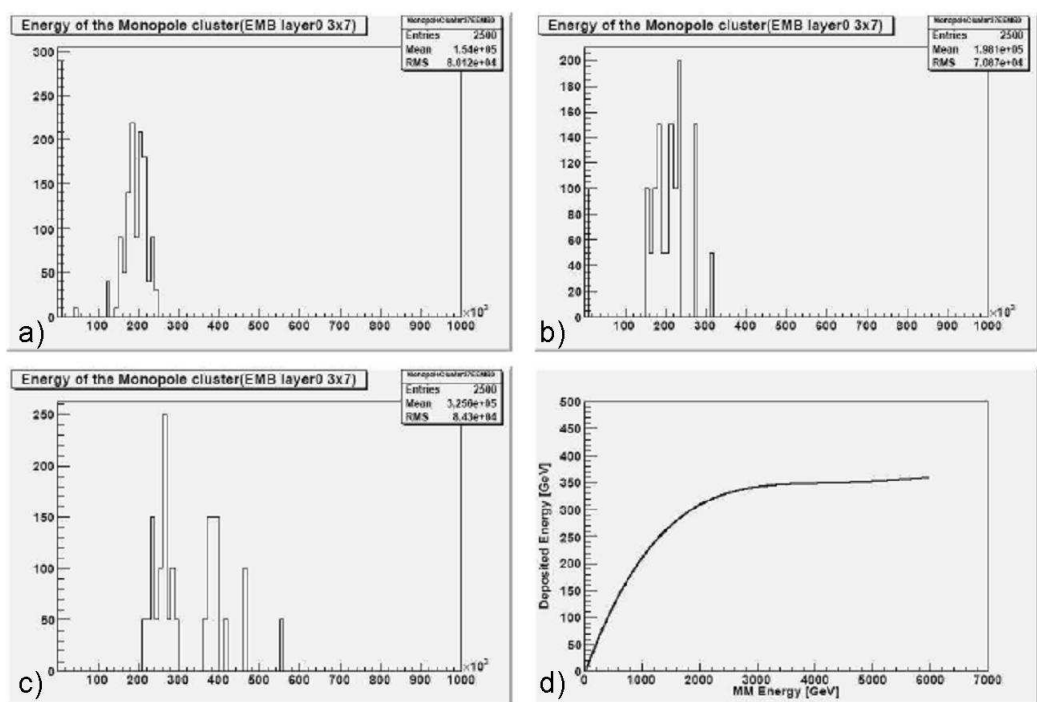 Energy of the Monopole cluster(EMB layer0 3x7)
Entries 2500
Mean 1.54e+05
RMS 8.012e+04
300
250
200
150
100
50
0
100 200 300 400 500 600 700 800 900 1000
×10³
a)
Energy of the Monopole cluster(EMB layer0 3x7)
Entries 2500
Mean 1.981e+05
RMS 7.087e+04
200
180
160
140
120
100
80
60
40
20
0
100 200 300 400 500 600 700 800 900 1000
×10³
b)
Energy of the Monopole cluster(EMB layer0 3x7)
Entries 2500
Mean 3.256e+05
RMS 8.43e+04
250
200
150
100
50
0
100 200 300 400 500 600 700 800 900 1000
×10³
c)
Deposited Energy [GeV]
500
450
400
350
300
250
200
150
100
50
0
0 1000 2000 3000 4000 5000 6000 7000
MM Energy [GeV]
d)